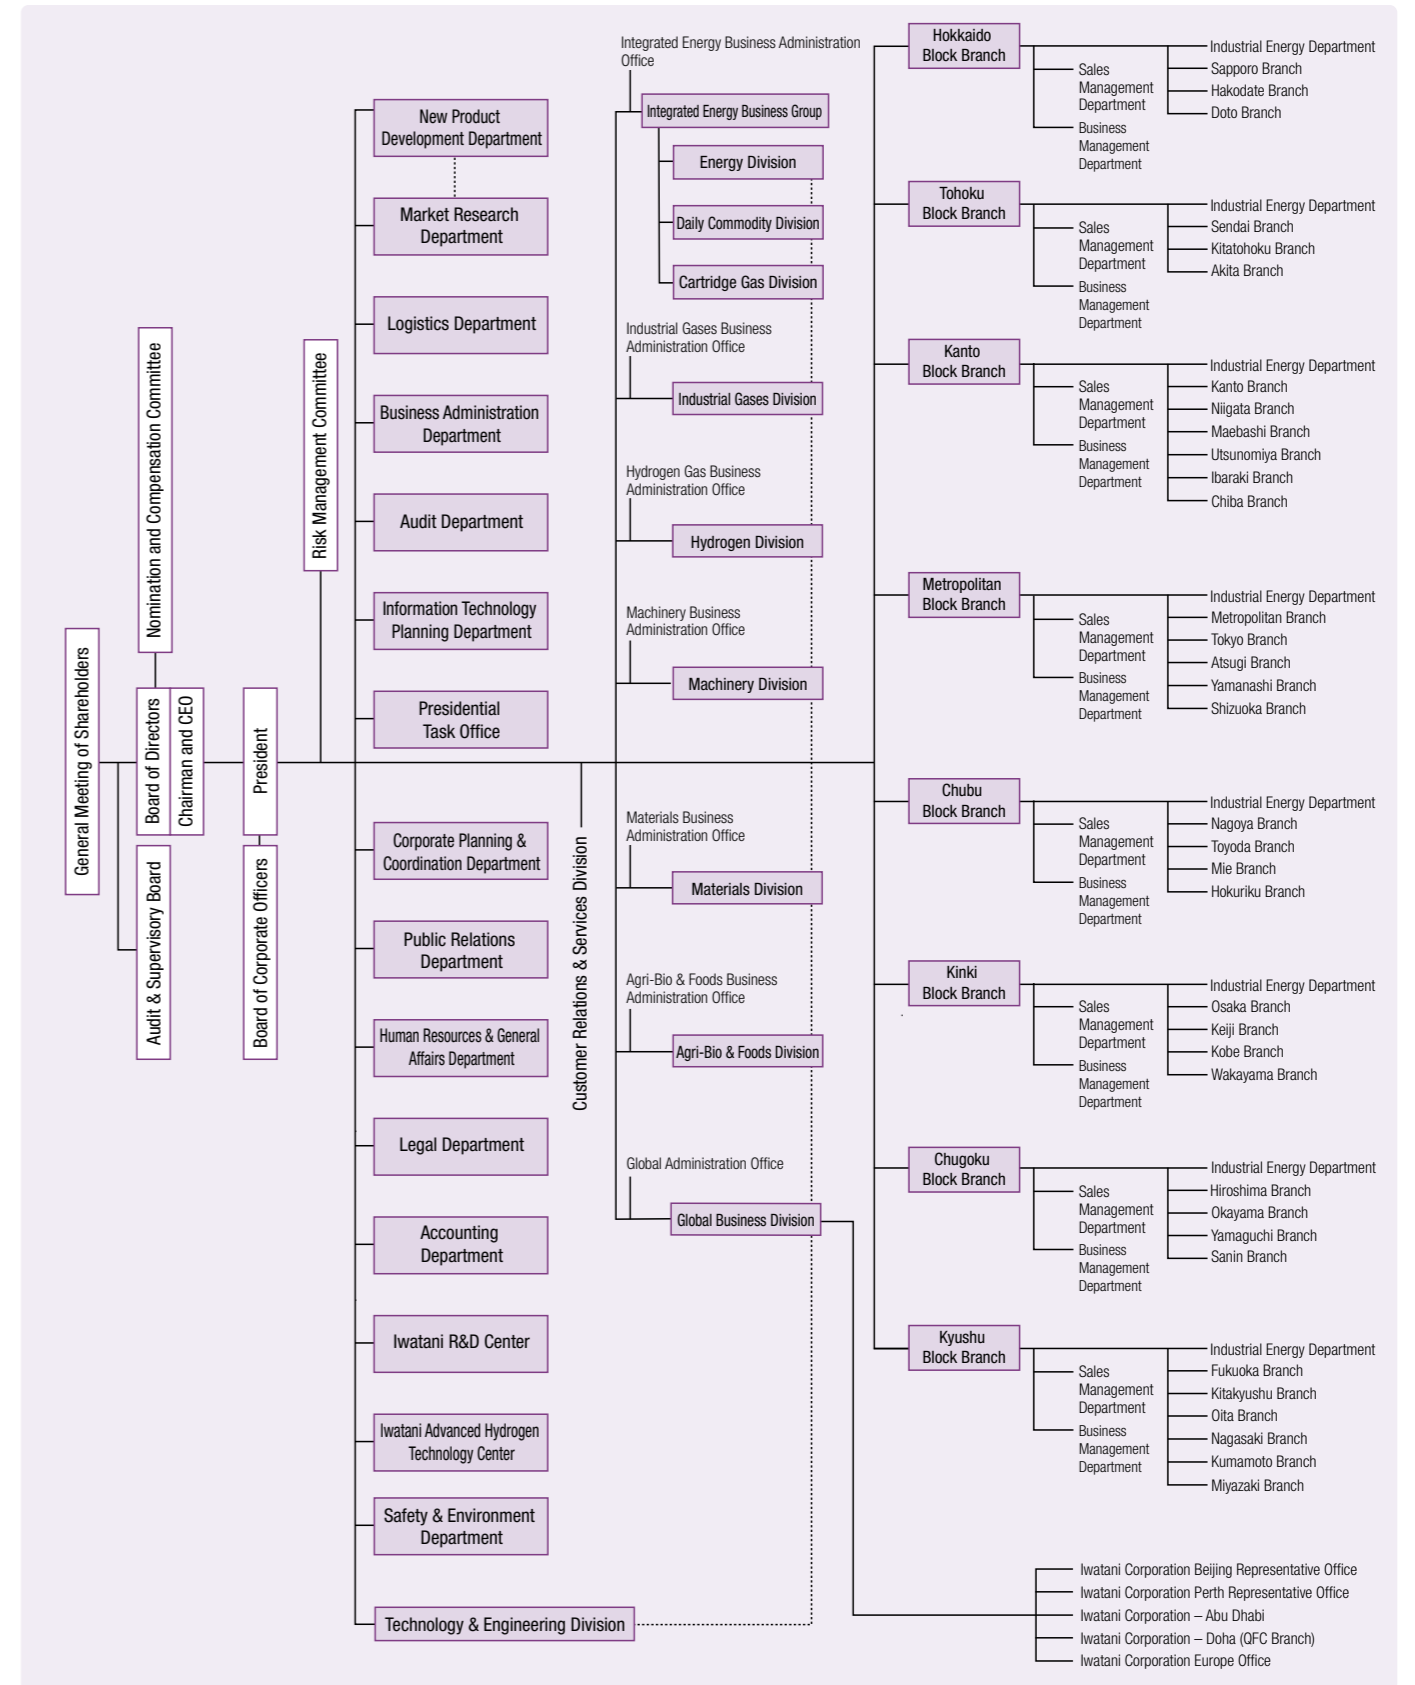 General Meeting of Shareholders
Nomination and Compensation Committee
Board of Directors
Chairman and CEO
Audit & Supervisory Board
President
Board of Corporate Officers
Risk Management Committee
New Product
Development Department
Market Research
Department
Logistics Department
Business Administration
Department
Audit Department
Information Technology
Planning Department
Presidential
Task Office
Corporate Planning &
Coordination Department
Public Relations
Department
Human Resources & General
Affairs Department
Legal Department
Accounting
Department
Iwatani R&D Center
Iwatani Advanced Hydrogen
Technology Center
Safety & Environment
Department
Technology & Engineering Division
Customer Relations & Services Division
Integrated Energy Business Administration
Office
Integrated Energy Business Group
Energy Division
Daily Commodity Division
Cartridge Gas Division
Industrial Gases Business
Administration Office
Industrial Gases Division
Hydrogen Gas Business
Administration Office
Hydrogen Division
Machinery Business
Administration Office
Machinery Division
Materials Business
Administration Office
Materials Division
Agri-Bio & Foods Business
Administration Office
Agri-Bio & Foods Division
Global Administration Office
Global Business Division
Hokkaido
Block Branch
Sales
Management
Department
Business
Management
Department
Industrial Energy Department
Sapporo Branch
Hakodate Branch
Doto Branch
Tohoku
Block Branch
Sales
Management
Department
Business
Management
Department
Industrial Energy Department
Sendai Branch
Kitatohoku Branch
Akita Branch
Kanto
Block Branch
Sales
Management
Department
Business
Management
Department
Industrial Energy Department
Kanto Branch
Niigata Branch
Maebashi Branch
Utsunomiya Branch
Ibaraki Branch
Chiba Branch
Metropolitan
Block Branch
Sales
Management
Department
Business
Management
Department
Industrial Energy Department
Metropolitan Branch
Tokyo Branch
Atsugi Branch
Yamanashi Branch
Shizuoka Branch
Chubu
Block Branch
Sales
Management
Department
Business
Management
Department
Industrial Energy Department
Nagoya Branch
Toyoda Branch
Mie Branch
Hokuriku Branch
Kinki
Block Branch
Sales
Management
Department
Business
Management
Department
Industrial Energy Department
Osaka Branch
Keiji Branch
Kobe Branch
Wakayama Branch
Chugoku
Block Branch
Sales
Management
Department
Business
Management
Department
Industrial Energy Department
Hiroshima Branch
Okayama Branch
Yamaguchi Branch
Sanin Branch
Kyushu
Block Branch
Sales
Management
Department
Business
Management
Department
Industrial Energy Department
Fukuoka Branch
Kitakyushu Branch
Oita Branch
Nagasaki Branch
Kumamoto Branch
Miyazaki Branch
Iwatani Corporation Beijing Representative Office
Iwatani Corporation Perth Representative Office
Iwatani Corporation – Abu Dhabi
Iwatani Corporation – Doha (QFC Branch)
Iwatani Corporation Europe Office